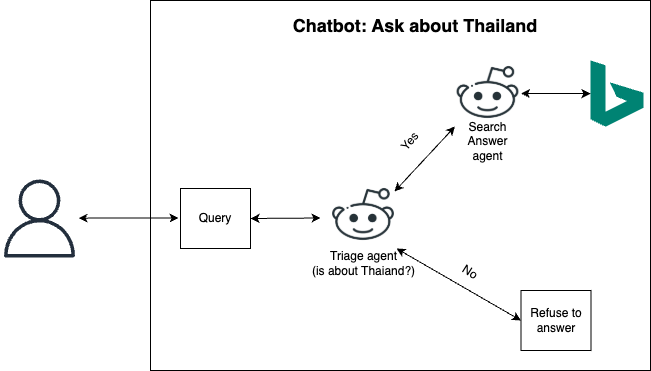 Chatbot: Ask about Thailand
Search
Answer
agent
Yes
Query
Triage agent
(is about Thaiand?)
No
Refuse to
answer